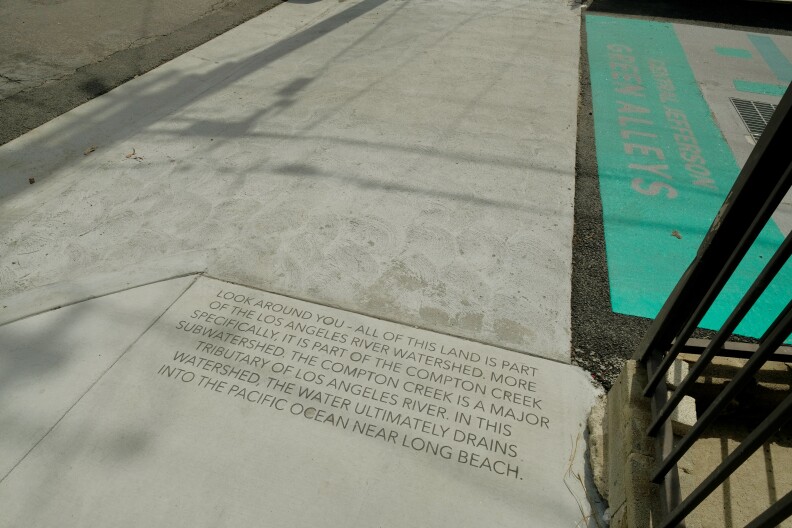 LOOK AROUND YOU - ALL OF THIS LAND IS PART
OF THE LOS ANGELES RIVER WATERSHED. MORE
SPECIFICALLY, IT IS PART OF THE COMPTON CREEK
SUBWATERSHED. THE COMPTON CREEK IS A MAJOR
TRIBUTARY OF LOS ANGELES RIVER. IN THIS
WATERSHED, THE WATER ULTIMATELY DRAINS
INTO THE PACIFIC OCEAN NEAR LONG BEACH.
CENTRAL JEFFERSON
GREEN ALLEYS